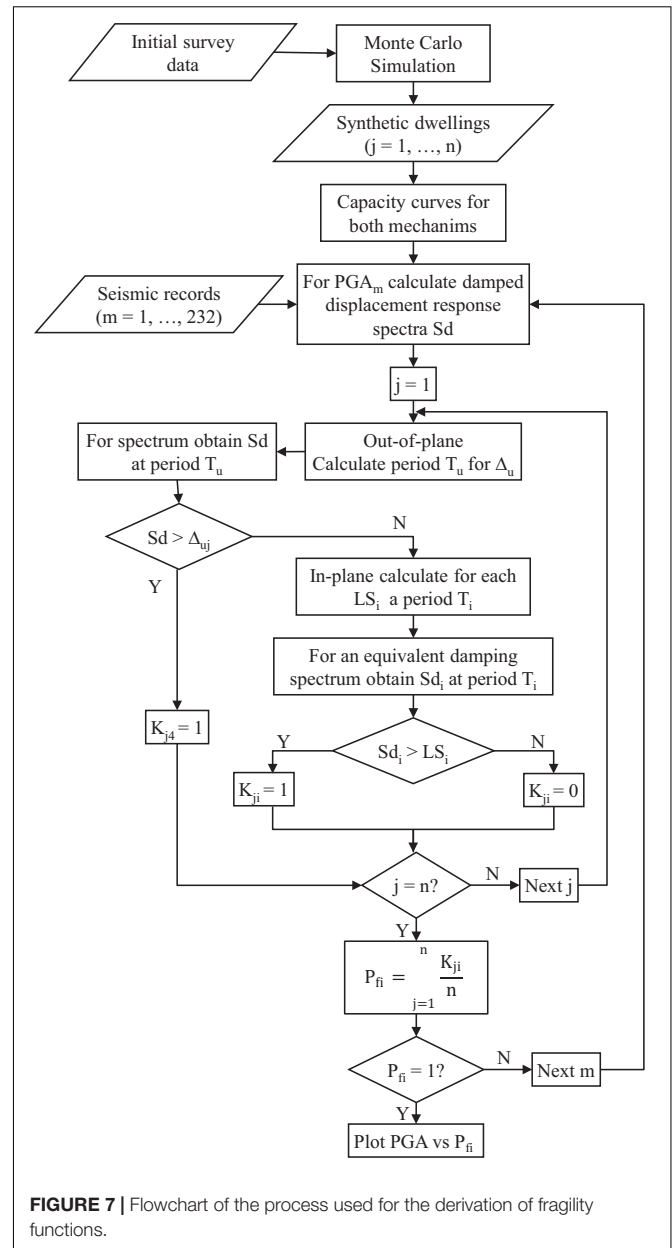 Initial survey
data
Monte Carlo
Simulation
Synthetic dwellings
(j = 1, …, n)
Capacity curves for
both mechanims
Seismic records
(m = 1, …, 232)
For PGAm calculate damped
displacement response
spectra Sd
j = 1
For spectrum obtain Sd
at period Tu
Out-of-plane
Calculate period Tu for Δu
Sd > Δuj
N
Y
In-plane calculate for each
LSi a period Ti
For an equivalent damping
spectrum obtain Sdi at period Ti
Kj4 = 1
Y
Sdi > LSi
N
Kji = 1
Kji = 0
j = n?
N
Next j
Y
n
Pfi = Kji
n
j=1
Pfi = 1?
N
Next m
Y
Plot PGA vs Pfi
FIGURE 7 | Flowchart of the process used for the derivation of fragility
functions.